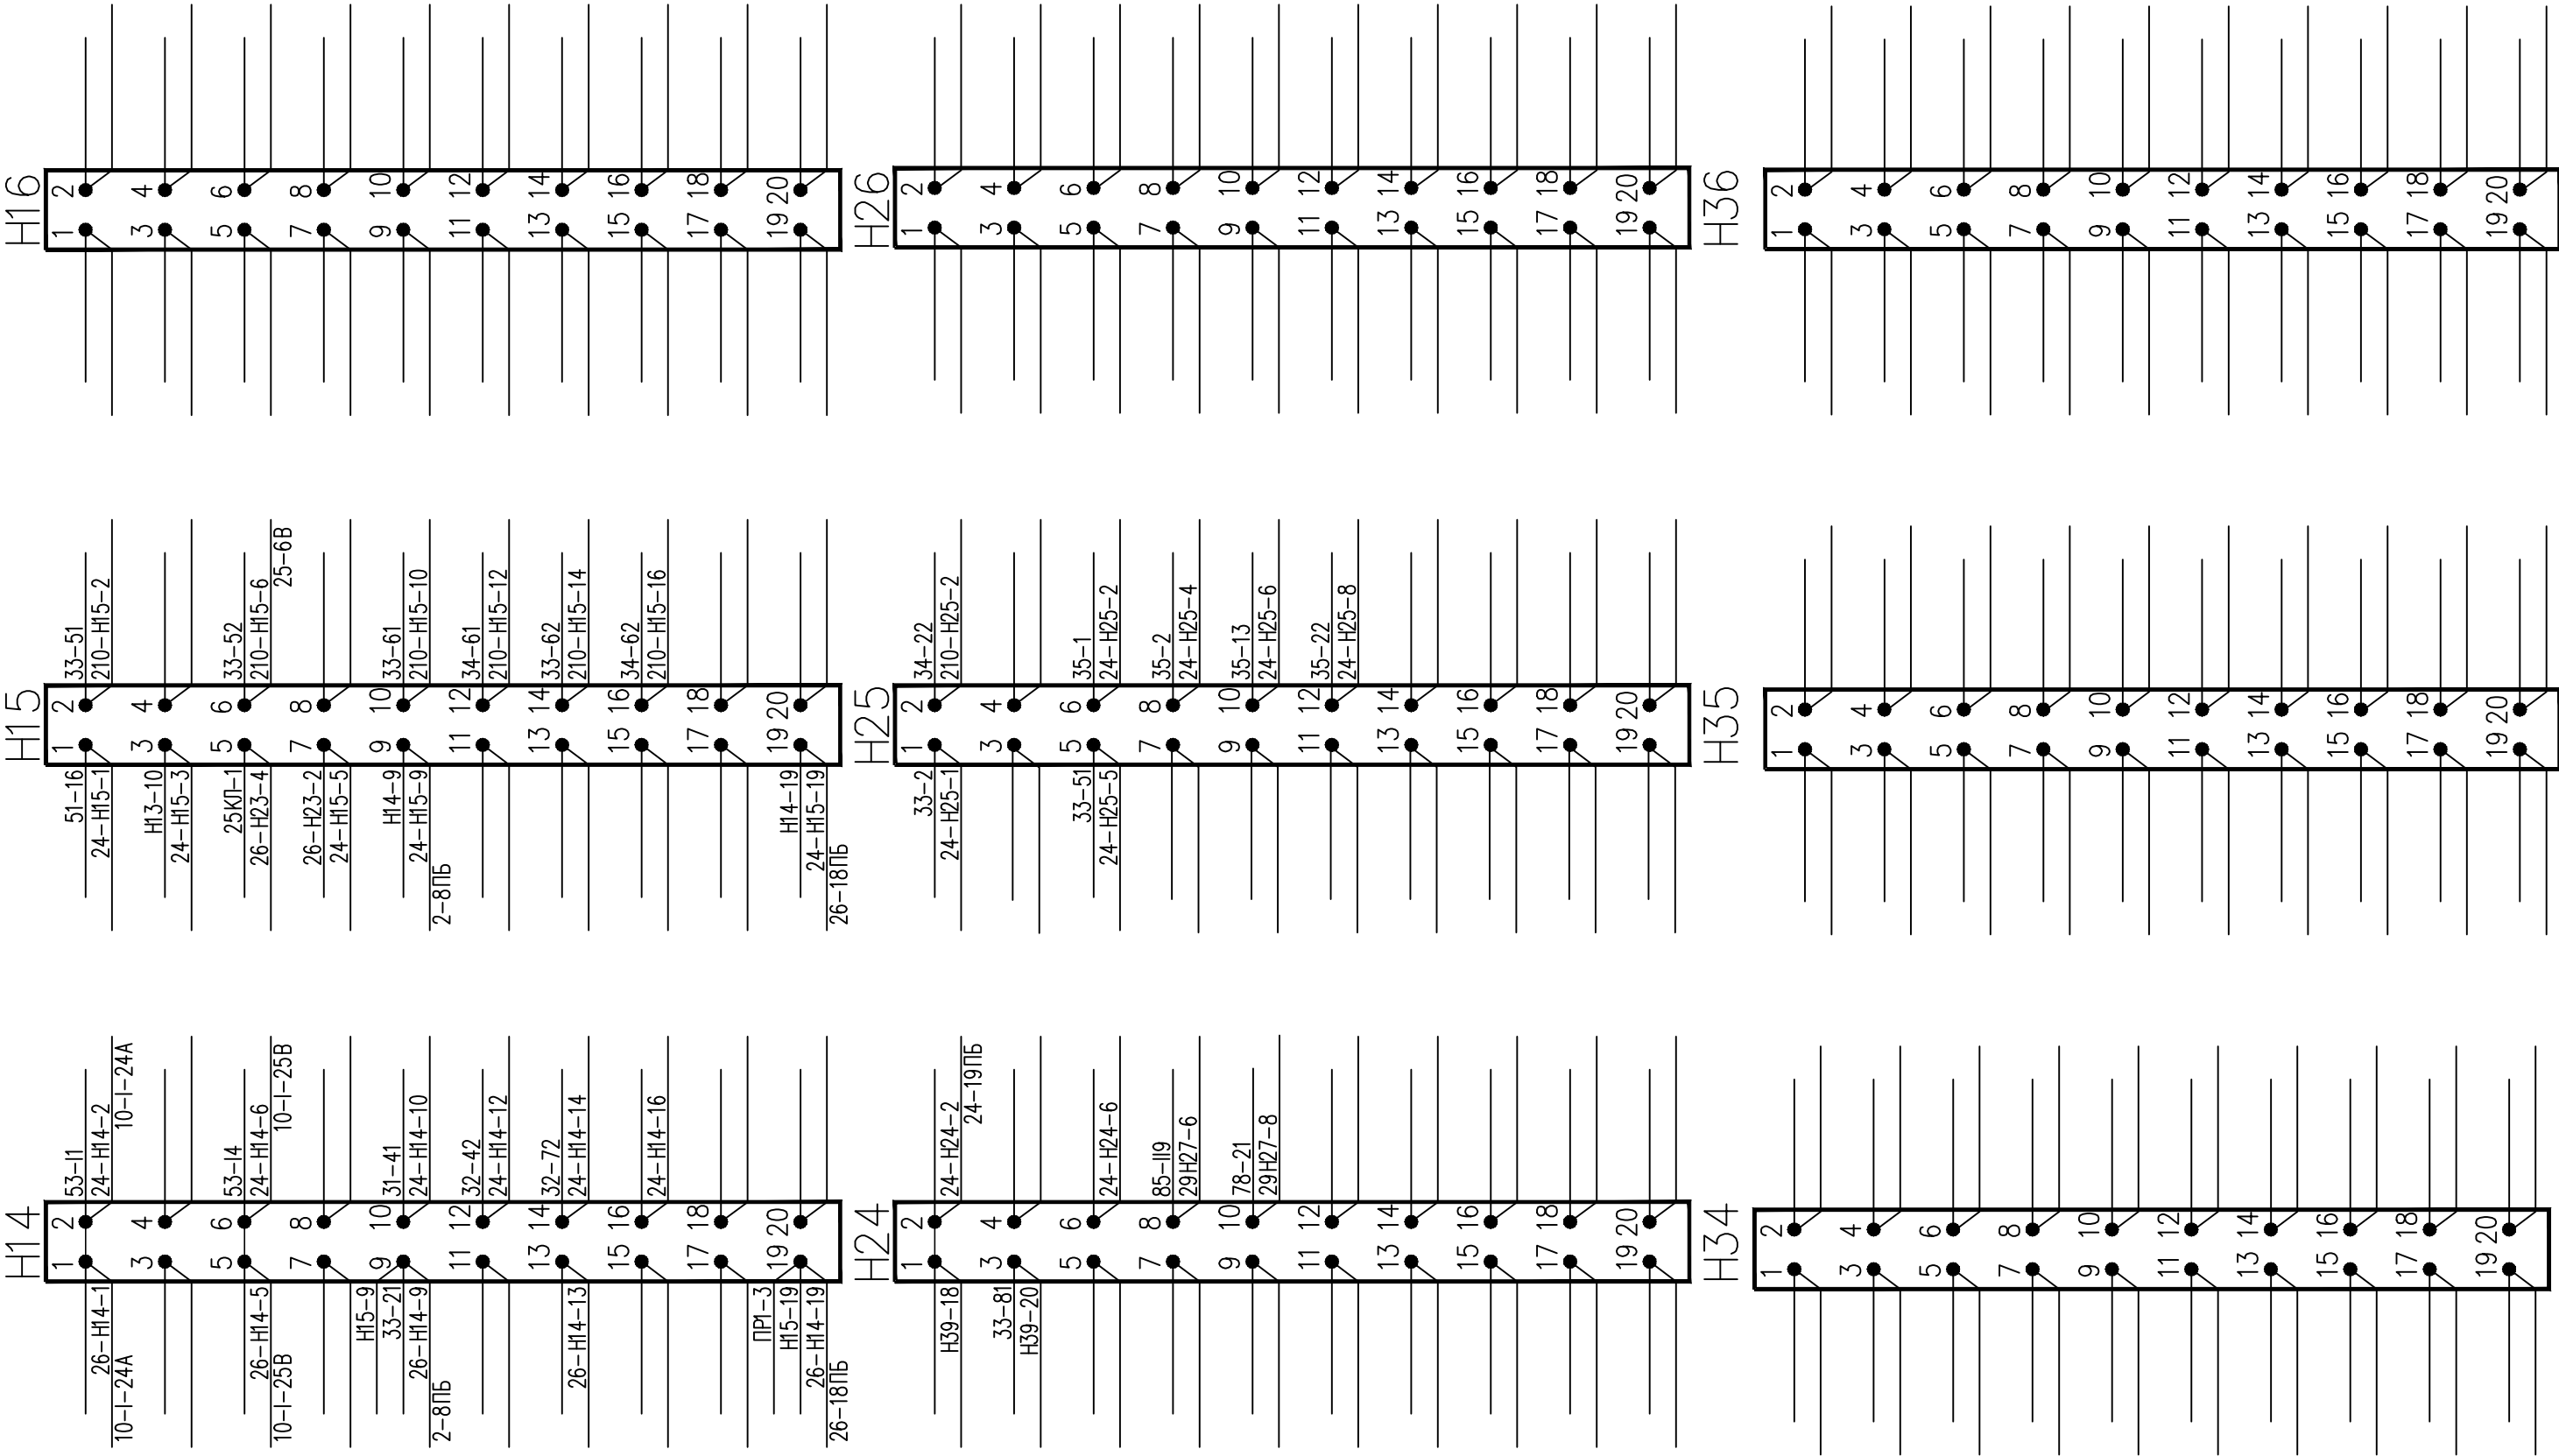 Н16
2 4 6 8 10 12 14 16 18 20
1 3 5 7 9 11 13 15 17 19
Н26
2 4 6 8 10 12 14 16 18 20
1 3 5 7 9 11 13 15 17 19
Н36
2 4 6 8 10 12 14 16 18 20
1 3 5 7 9 11 13 15 17 19
Н15
33-51
210-Н15-2
33-52
210-Н15-6
25-6В
33-61
210-Н15-10
34-61
210-Н15-12
33-62
210-Н15-14
34-62
210-Н15-16
2 4 6 8 10 12 14 16 18 20
1 3 5 7 9 11 13 15 17 19
51-16
24-Н15-1
Н13-10
24-Н15-3
25КЛ-1
26-Н23-4
26-Н23-2
24-Н15-5
Н14-9
24-Н15-9
2-8ПБ
Н14-19
24-Н15-19
26-18ПБ
Н25
34-22
210-Н25-2
35-1
24-Н25-2
35-2
24-Н25-4
35-13
24-Н25-6
35-22
24-Н25-8
2 4 6 8 10 12 14 16 18 20
1 3 5 7 9 11 13 15 17 19
33-2
24-Н25-1
33-51
24-Н25-5
Н35
2 4 6 8 10 12 14 16 18 20
1 3 5 7 9 11 13 15 17 19
Н14
53-I1
24-Н14-2
10-I-24А
53-I4
24-Н14-6
10-I-25В
31-41
24-Н14-10
32-42
24-Н14-12
32-72
24-Н14-14
24-Н14-16
2 4 6 8 10 12 14 16 18 20
1 3 5 7 9 11 13 15 17 19
26-Н14-1
10-I-24А
26-Н14-5
10-I-25В
Н15-9
33-21
26-Н14-9
2-8ПБ
26-Н14-13
ПР1-3
Н15-19
26-Н14-19
26-18ПБ
Н24
24-Н24-2
24-19ПБ
24-Н24-6
85-II9
29Н27-6
78-21
29Н27-8
2 4 6 8 10 12 14 16 18 20
1 3 5 7 9 11 13 15 17 19
Н39-18
33-81
Н39-20
Н34
2 4 6 8 10 12 14 16 18 20
1 3 5 7 9 11 13 15 17 19